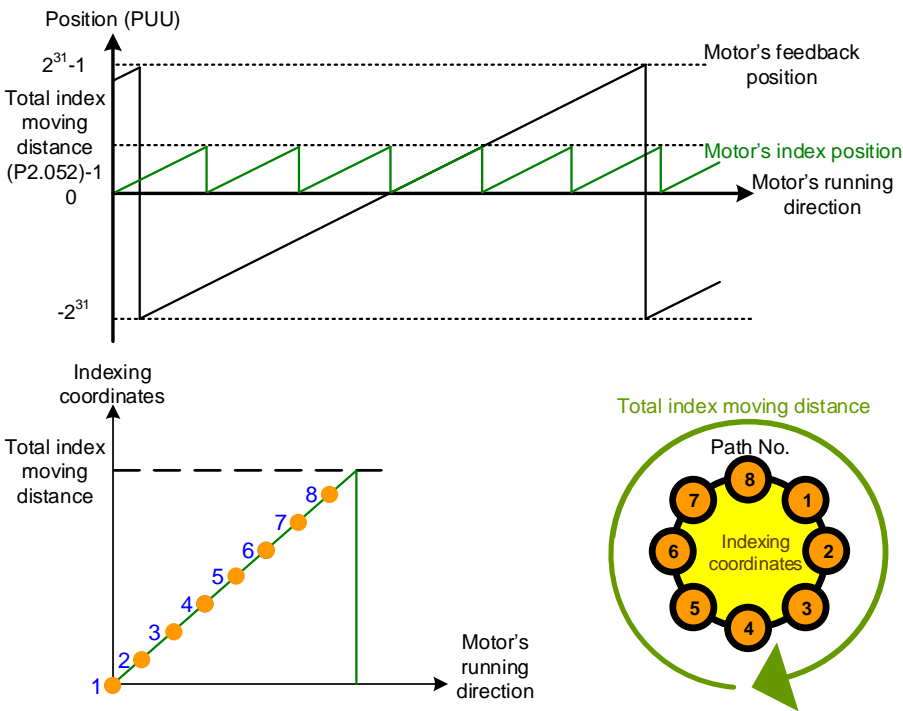 Position (PUU)
2^31-1
Motor's feedback
position
Total index
moving
distance
(P2.052)-1
Motor's index position
0
Motor's running
direction
-2^31
Indexing
coordinates
Total index
moving
distance
8
7
6
5
4
3
2
1
Motor's
running
direction
Total index moving distance
Path No.
8
7
1
6
Indexing
coordinates
2
5
3
4